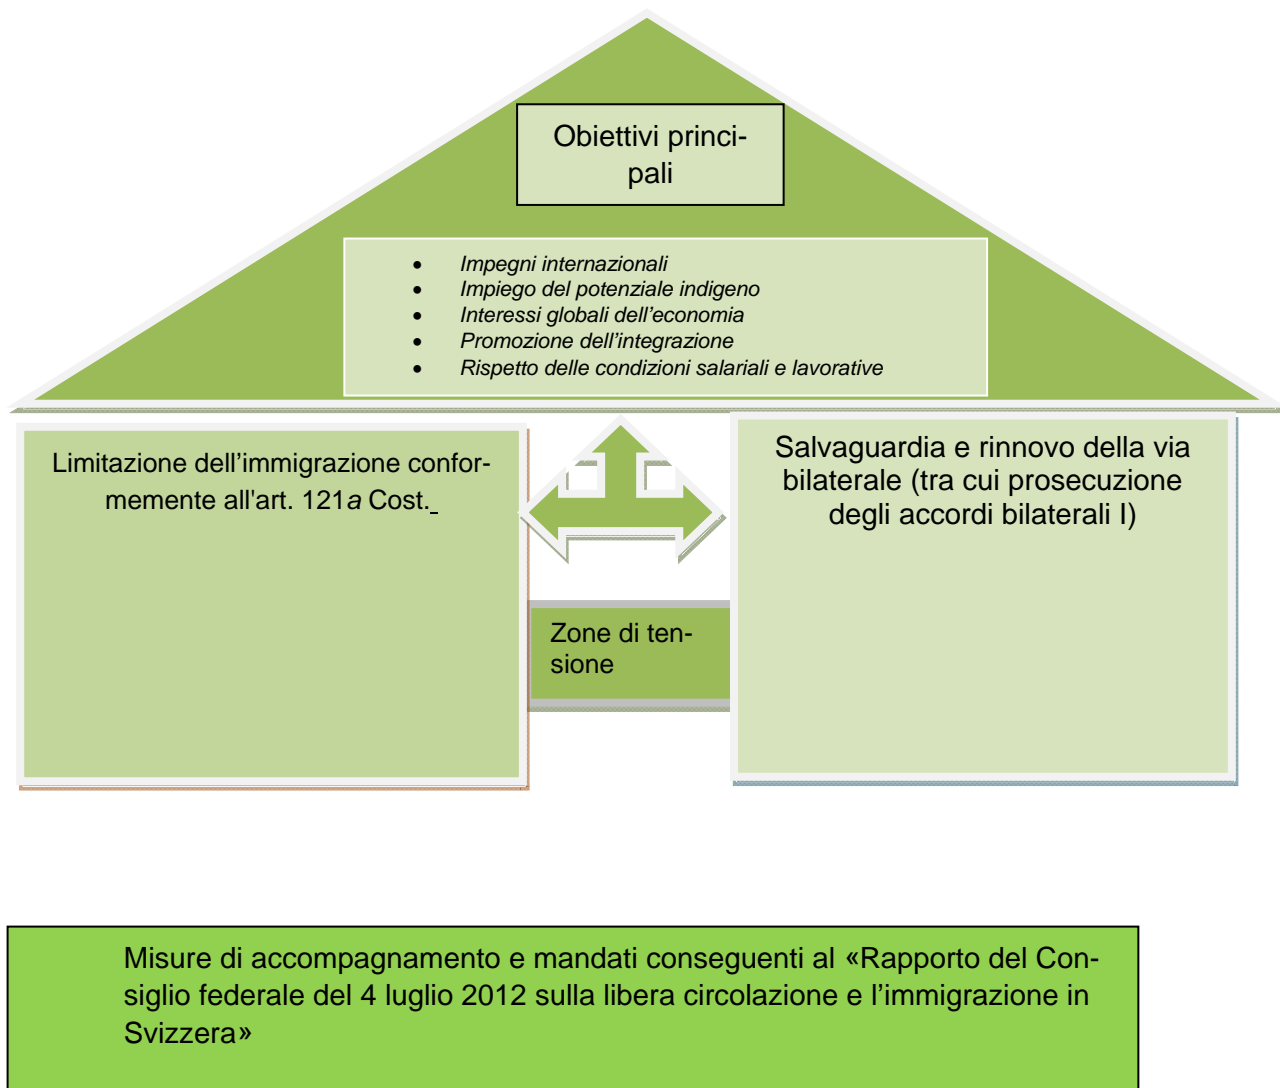 Obiettivi princi-
pali
• Impegni internazionali
• Impiego del potenziale indigeno
• Interessi globali dell’economia
• Promozione dell’integrazione
• Rispetto delle condizioni salariali e lavorative
Limitazione dell’immigrazione confor-
memente all'art. 121a Cost.
Salvaguardia e rinnovo della via
bilaterale (tra cui prosecuzione
degli accordi bilaterali I)
Zone di ten-
sione
Misure di accompagnamento e mandati conseguenti al «Rapporto del Con-
siglio federale del 4 luglio 2012 sulla libera circolazione e l’immigrazione in
Svizzera»